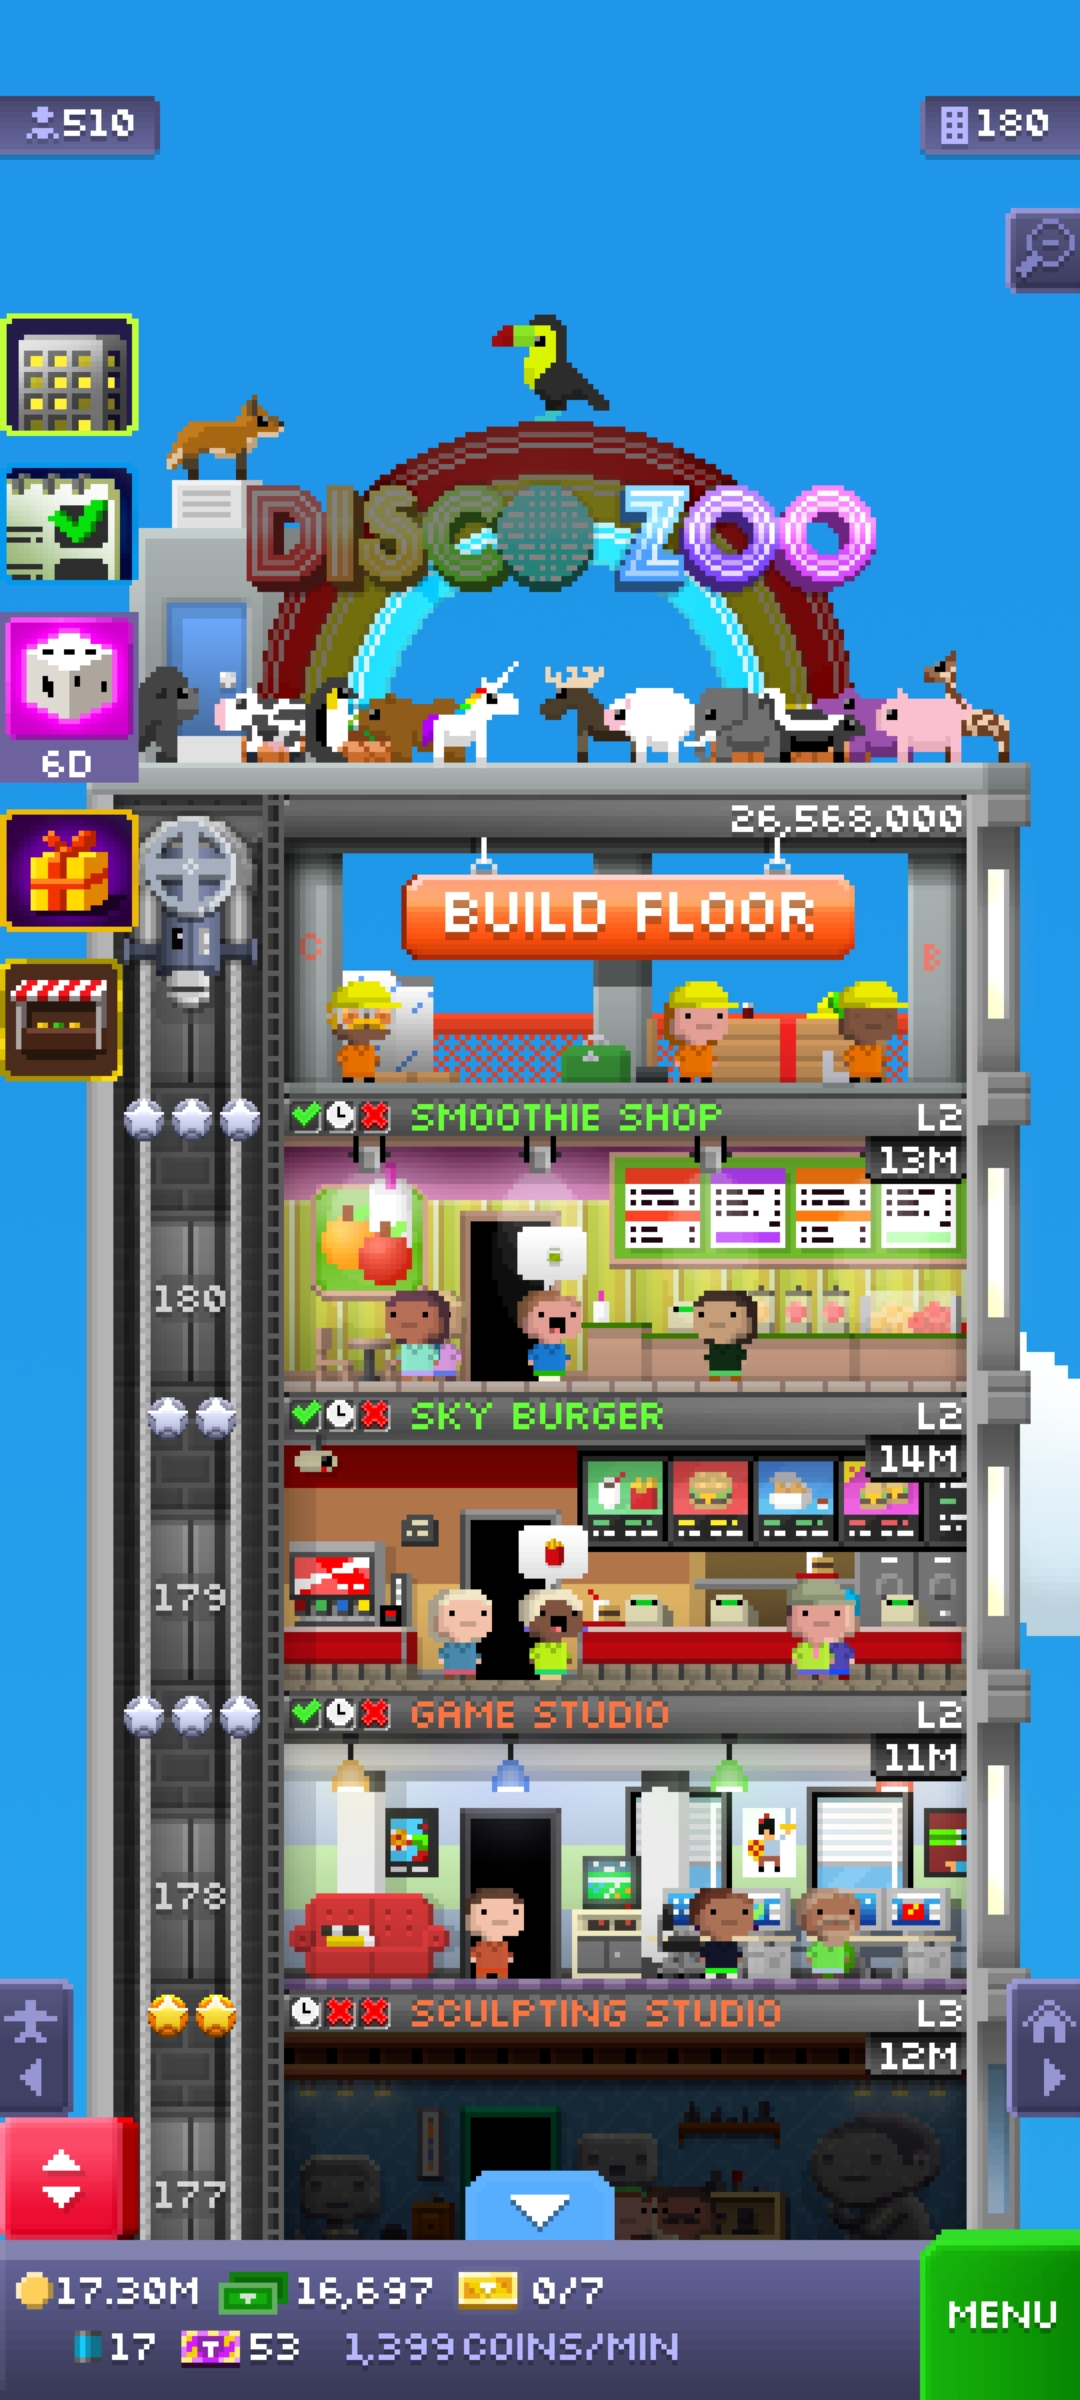 510
180
DISCO ZOO
6D
26,568,000
BUILD FLOOR
C
B
SMOOTHIE SHOP L2
13M
180
SKY BURGER L2
14M
179
GAME STUDIO L2
11M
178
SCULPTING STUDIO L3
12M
177
17.30M 16,697 0/7
17 53 1,399 COINS/MIN
MENU